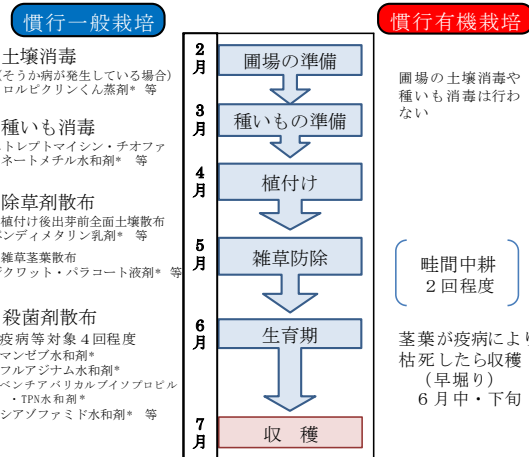 慣行一般栽培
土壌消毒
(そうか病が発生している場合)
ロルピクリンくん蒸剤* 等
種いも消毒
トレプトマイシン・チオファ
ネートメチル水和剤* 等
除草剤散布
植付け後出芽前全面土壌散布
ペンディメタリン乳剤* 等
雑草茎葉散布
ジクワット・パラコート液剤* 等
殺菌剤散布
疫病等対象4回程度
マンゼブ水和剤*
フルアジナム水和剤*
ベンチアバリカルブイソプロピル
・TPN水和剤*
シアゾファミド水和剤* 等
2月
圃場の準備
3月
種いもの準備
4月
植付け
5月
雑草防除
6月
生育期
7月
収 穫
慣行有機栽培
圃場の土壌消毒や
種いも消毒は行わ
ない
畦間中耕
2回程度
茎葉が疫病により
枯死したら収穫
(早堀り)
6月中・下旬